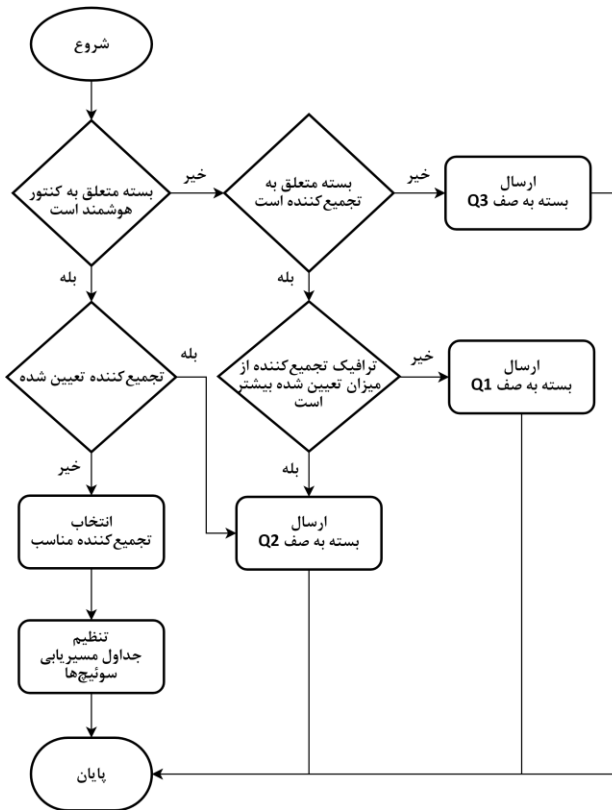 شروع
بسته متعلق به کنتور
هوشمند است
خیر
بسته متعلق به
تجمیع‌کننده است
خیر
ارسال
بسته به صف Q3
بله
بله
تجمیع‌کننده تعیین شده
بله
ترافیک تجمیع‌کننده از
میزان تعیین شده بیشتر
است
خیر
ارسال
بسته به صف Q1
خیر
بله
انتخاب
تجمیع‌کننده مناسب
ارسال
بسته به صف Q2
تنظیم
جداول مسیریابی
سوئیچ‌ها
پایان